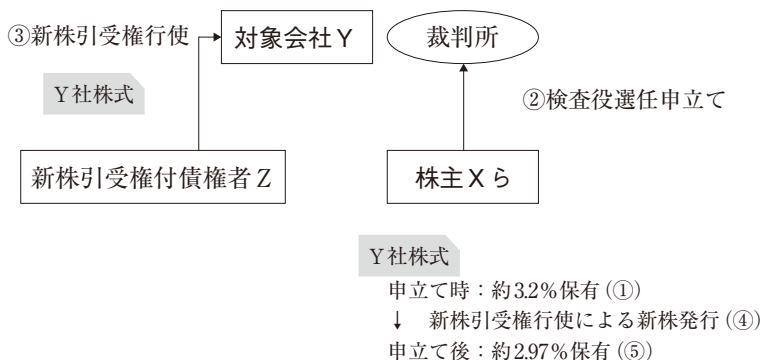 ③新株引受権行使
対象会社Y
裁判所
Y社株式
②検査役選任申立て
新株引受権付債権者Z
株主Xら
Y社株式
申立て時：約3.2％保有(①)
↓ 新株引受権行使による新株発行(④)
申立て後：約2.97％保有(⑤)